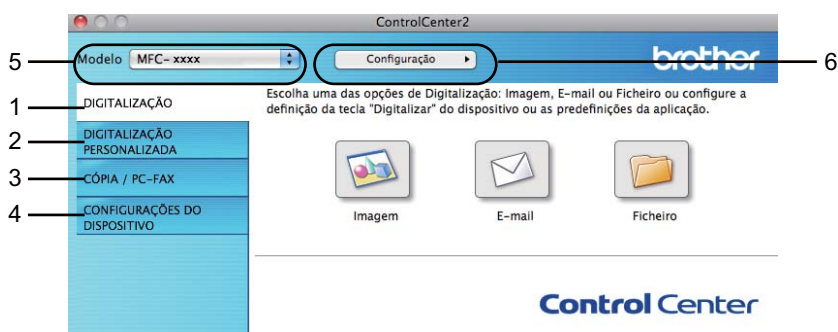 ControlCenter2
5
Modelo MFC- xxxx
Configuração
brother
6
1
DIGITALIZAÇÃO
2
DIGITALIZAÇÃO
PERSONALIZADA
3
CÓPIA / PC-FAX
4
CONFIGURAÇÕES DO
DISPOSITIVO
Escolha uma das opções de Digitalização: Imagem, E-mail ou Ficheiro ou configure a
definição da tecla "Digitalizar" do dispositivo ou as predefinições da aplicação.
Imagem
E-mail
Ficheiro
Control Center